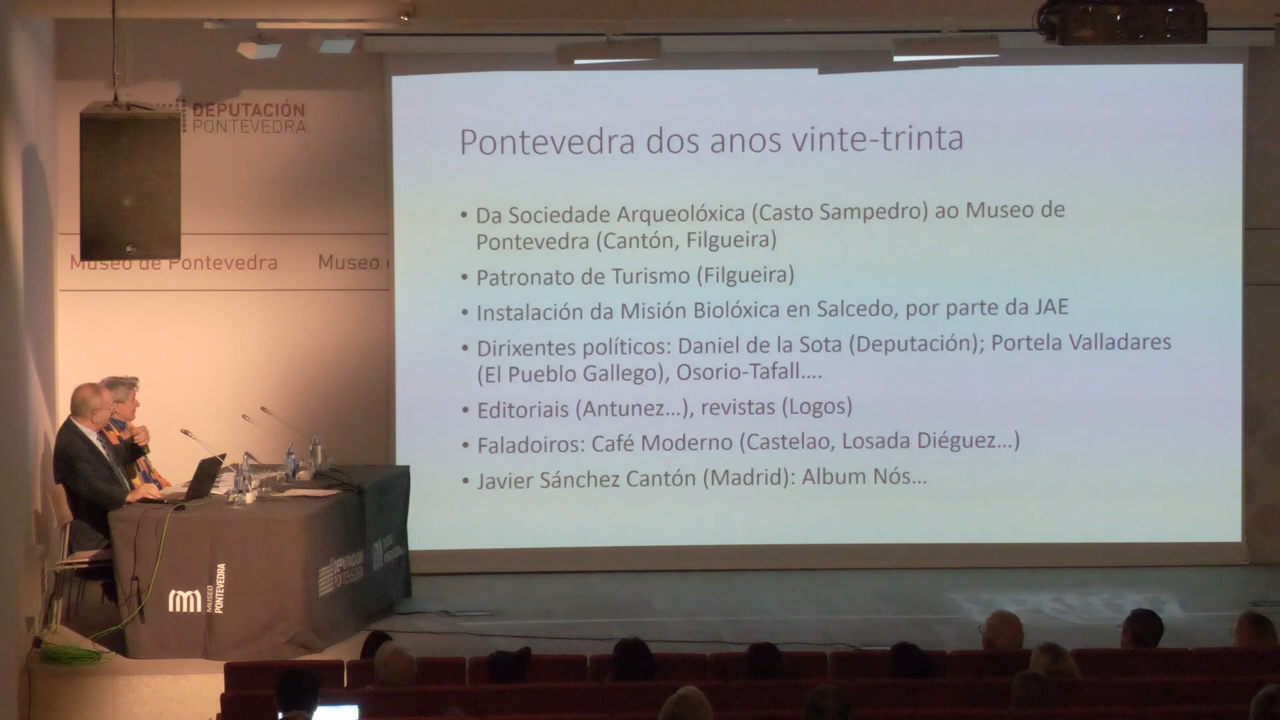 DEPUTACIÓN
PONTEVEDRA
Museo de Pontevedra
Museo
Pontevedra dos anos vinte-trinta
• Da Sociedade Arqueolóxica (Casto Sampedro) ao Museo de
Pontevedra (Cantón, Filgueira)
• Patronato de Turismo (Filgueira)
• Instalación da Misión Biolóxica en Salcedo, por parte da JAE
• Dirixentes políticos: Daniel de la Sota (Deputación); Portela Valladares
(El Pueblo Gallego), Osorio-Tafall....
• Editoriais (Antunez...), revistas (Logos)
• Faladoiros: Café Moderno (Castelao, Losada Diéguez...)
• Javier Sánchez Cantón (Madrid): Album Nós...
MUSEO
PONTEVEDRA
DEPUTACIÓN
PONTEVEDRA